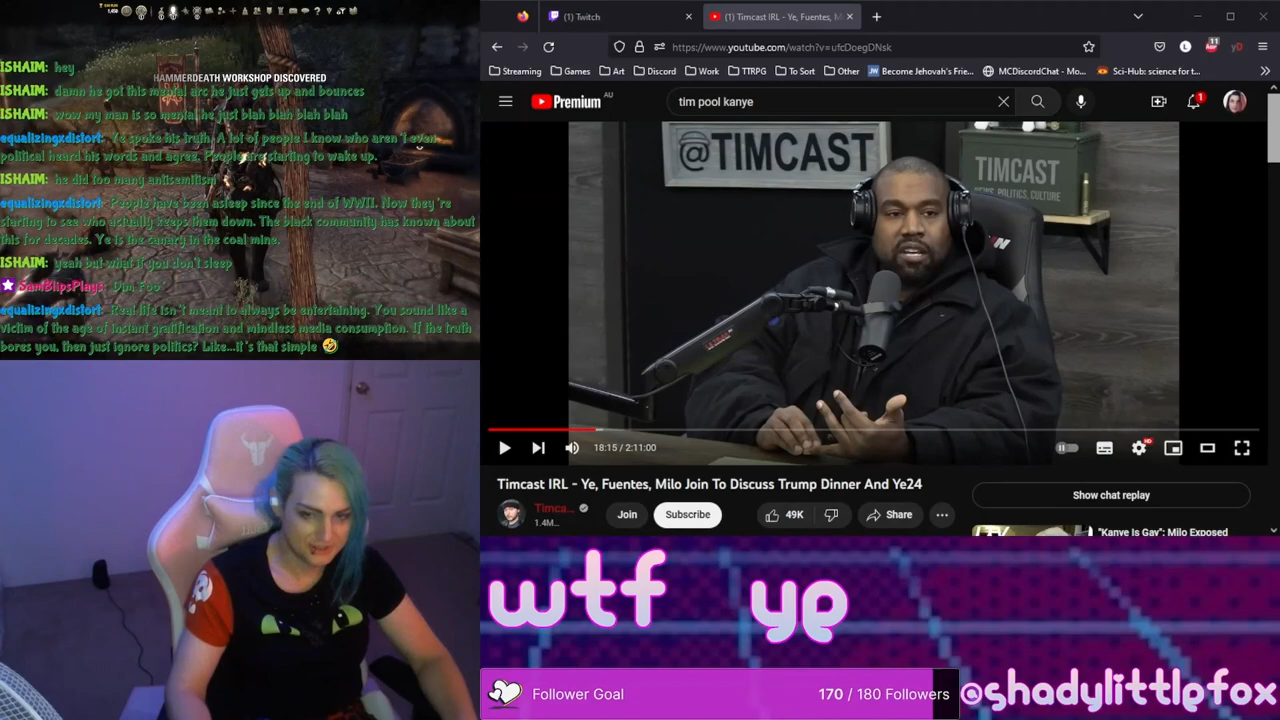 HAMMERDEATH WORKSHOP DISCOVERED
ISHAIM: hey
ISHAIM: damn he got this mental arc he just gets up and bounces
ISHAIM: wow my man is so mental he just blah blah blah blah
equalizingxdistort: Ye spoke his truth. A lot of people I know who aren't even
political heard his words and agree. People are starting to wake up.
ISHAIM: he did too many antisemitism
equalizingxdistort: People have been asleep since the end of WWII. Now they're
starting to see who actually keeps them down. The black community has known about
this for decades. Ye is the canary in the coal mine.
ISHAIM: yeah but what if you don't sleep
SamBlipsPlays: Dun Foo'
equalizingxdistort: Real life isn't meant to always be entertaining. You sound like a
victim of the age of instant gratification and mindless media consumption. If the truth
bores you, then just ignore politics? Like...it's that simple 🤣
(1) Twitch
(1) Timcast IRL - Ye, Fuentes, Mi
https://www.youtube.com/watch?v=ufcDoegDNsk
11
Streaming Games Art Discord Work TTRPG To Sort Other Become Jehovah's Frie... MCDiscordChat - Mo... Sci-Hub: science for t...
Premium AU
tim pool kanye
1
@TIMCAST
TIMCAST
NEWS, POLITICS, CULTURE
18:15 / 2:11:00
HD
Timcast IRL - Ye, Fuentes, Milo Join To Discuss Trump Dinner And Ye24
Show chat replay
Timca...
1.4M...
Join
Subscribe
49K
Share
"Kanye Is Gay": Milo Exposed
wtf ye
Follower Goal
170 / 180 Followers
@shadylittlefox